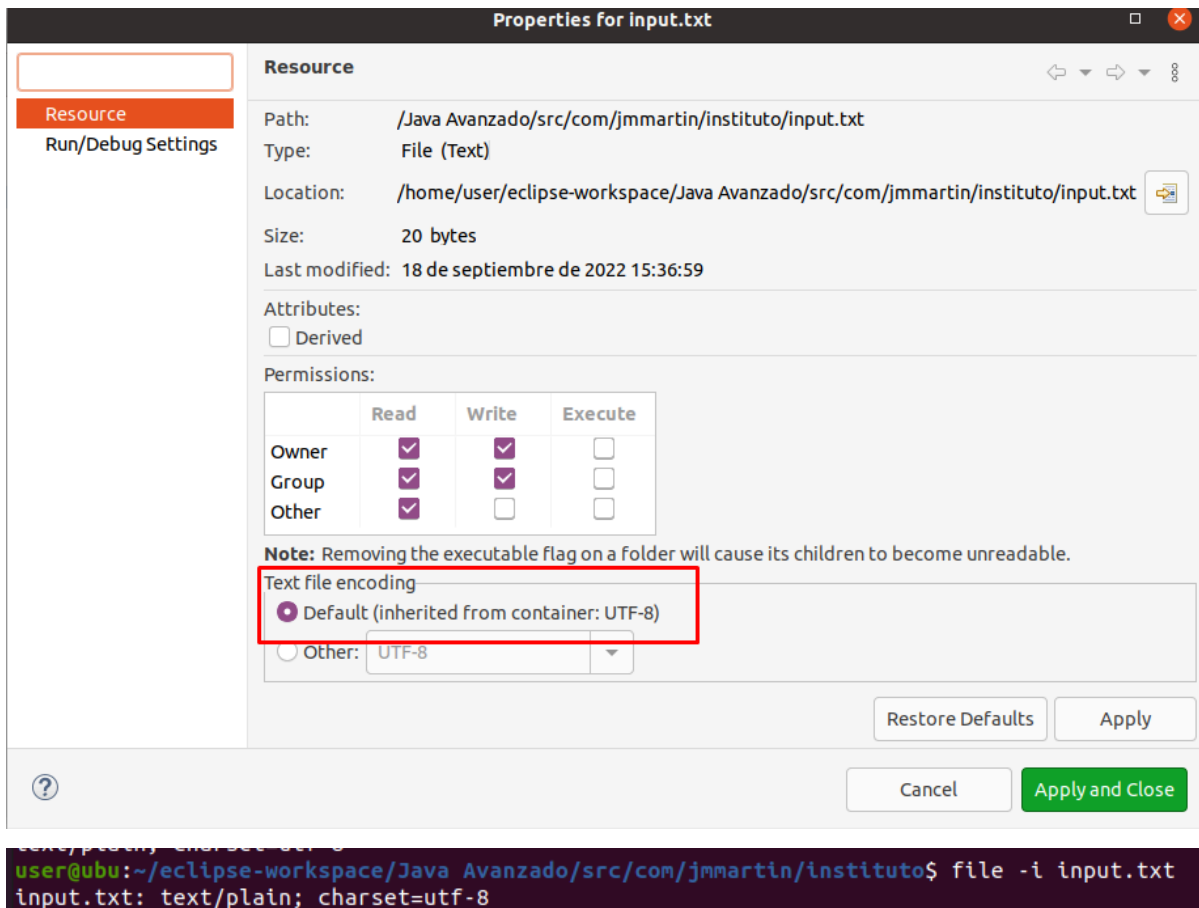 Properties for input.txt
Resource
Resource
Run/Debug Settings
Path: /Java Avanzado/src/com/jmmartin/instituto/input.txt
Type: File (Text)
Location: /home/user/eclipse-workspace/Java Avanzado/src/com/jmmartin/instituto/input.txt
Size: 20 bytes
Last modified: 18 de septiembre de 2022 15:36:59
Attributes:
Derived
Permissions:
Read Write Execute
Owner
Group
Other
Note: Removing the executable flag on a folder will cause its children to become unreadable.
Text file encoding
Default (inherited from container: UTF-8)
Other: UTF-8
Restore Defaults Apply
Cancel Apply and Close
text/plain; charset=utf-8
user@ubu:~/eclipse-workspace/Java Avanzado/src/com/jmmartin/instituto$ file -i input.txt
input.txt: text/plain; charset=utf-8